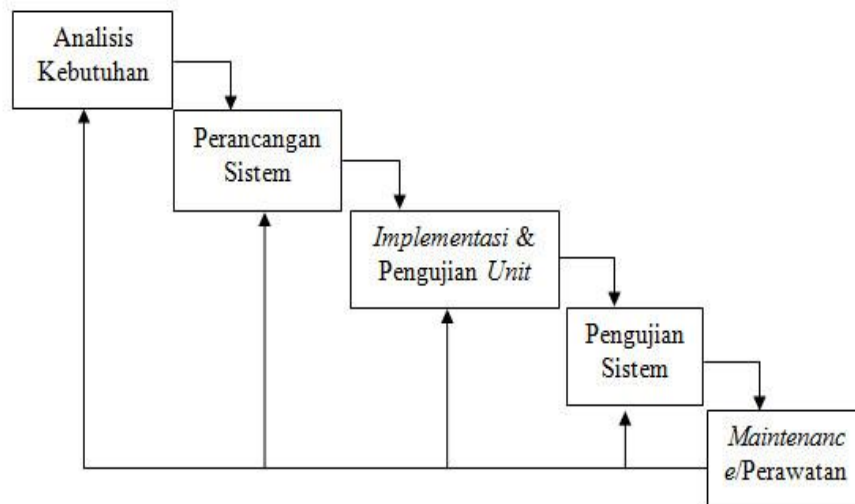 Analisis
Kebutuhan
Perancangan
Sistem
Implementasi &
Pengujian Unit
Pengujian
Sistem
Maintenanc
e/Perawatan